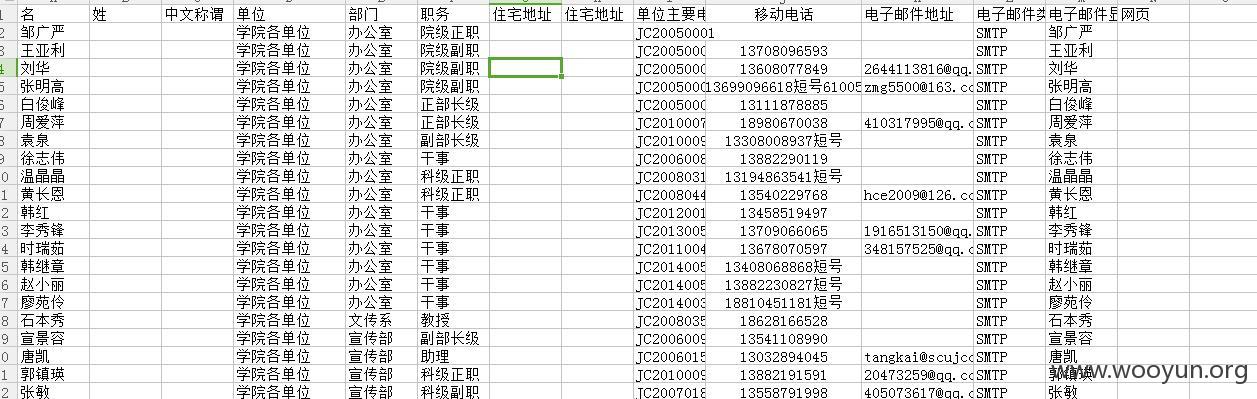 名 姓 中文称谓 单位 部门 职务 住宅地址 住宅地址 单位主要电 移动电话 电子邮件地址 电子邮件类 电子邮件显 网页
2 邹广严 学院各单位 办公室 院级正职 JC20050001 SMTP 邹广严
3 王亚利 学院各单位 办公室 院级副职 JC2005000 13708096593 SMTP 王亚利
4 刘华 学院各单位 办公室 院级副职 JC2005000 13608077849 2644113816@qq. SMTP 刘华
5 张明高 学院各单位 办公室 院级副职 JC2005000 13699096618短号61005 zmg5500@163.cc SMTP 张明高
6 白俊峰 学院各单位 办公室 正部长级 JC2005000 13111878885 SMTP 白俊峰
7 周爱萍 学院各单位 办公室 正部长级 JC2010007 18980670038 410317995@qq.c SMTP 周爱萍
8 袁泉 学院各单位 办公室 副部长级 JC2010009 13308008937短号 SMTP 袁泉
9 徐志伟 学院各单位 办公室 干事 JC2006008 13882290119 SMTP 徐志伟
0 温晶晶 学院各单位 办公室 科级正职 JC2008031 13194863541短号 SMTP 温晶晶
1 黄长恩 学院各单位 办公室 科级正职 JC2008044 13540229768 hce2009@126.cc SMTP 黄长恩
2 韩红 学院各单位 办公室 干事 JC2012001 13458519497 SMTP 韩红
3 李秀锋 学院各单位 办公室 干事 JC2013005 13709066065 1916513150@qq. SMTP 李秀锋
4 时瑞茹 学院各单位 办公室 干事 JC2011004 13678070597 348157525@qq.c SMTP 时瑞茹
5 韩继章 学院各单位 办公室 干事 JC2014005 13408068868短号 SMTP 韩继章
6 赵小丽 学院各单位 办公室 干事 JC2014005 13882230827短号 SMTP 赵小丽
7 廖苑伶 学院各单位 办公室 干事 JC2014003 18810451181短号 SMTP 廖苑伶
8 石本秀 学院各单位 文传系 教授 JC2008035 18628166528 SMTP 石本秀
9 宣景容 学院各单位 宣传部 副部长级 JC2006009 13541108990 SMTP 宣景容
0 唐凯 学院各单位 宣传部 助理 JC2006015 13032894045 tangkai@scujcc SMTP 唐凯
1 郭镇瑛 学院各单位 宣传部 科级正职 JC2010009 13882191591 20473259@qq.co SMTP 郭镇瑛
2 张敏 学院各单位 宣传部 科级正职 JC2007018 13558791998 405073617@qq.c SMTP 张敏
www.wooyun.org